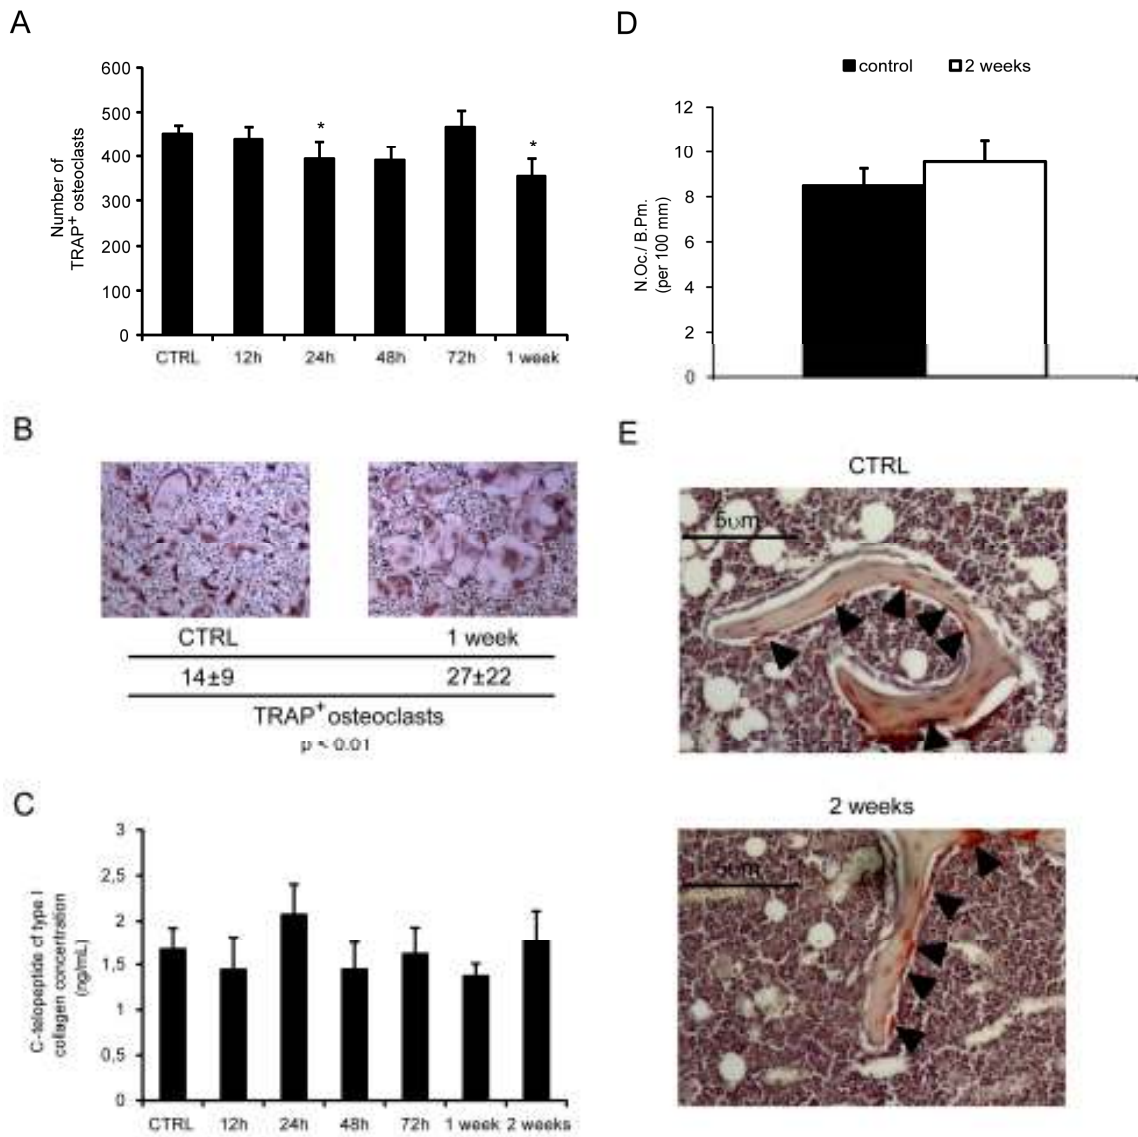 A
600
500
400
300
200
100
0
Number of
TRAP+ osteoclasts
*
*
CTRL 12h 24h 48h 72h 1 week
B
CTRL 1 week
14±9 27±22
TRAP+ osteoclasts
p < 0.01
C
3
2,5
2
1,5
1
0,5
0
C-telopeptide of type I
collagen concentration
(ng/mL)
CTRL 12h 24h 48h 72h 1 week 2 weeks
D
control 2 weeks
12
10
8
6
4
2
0
N.Oc./ B.Pm.
(per 100 mm)
E
CTRL
5um
2 weeks
5um